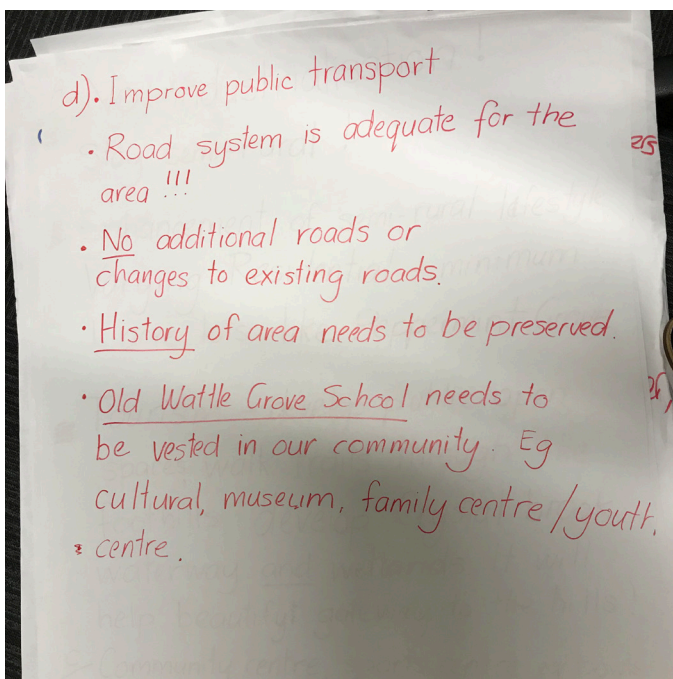 d). Improve public transport
• Road system is adequate for the
area !!!
• No additional roads or
changes to existing roads.
• History of area needs to be preserved.
• Old Wattle Grove School needs to
be vested in our community. Eg
cultural, museum, family centre/youth
centre.